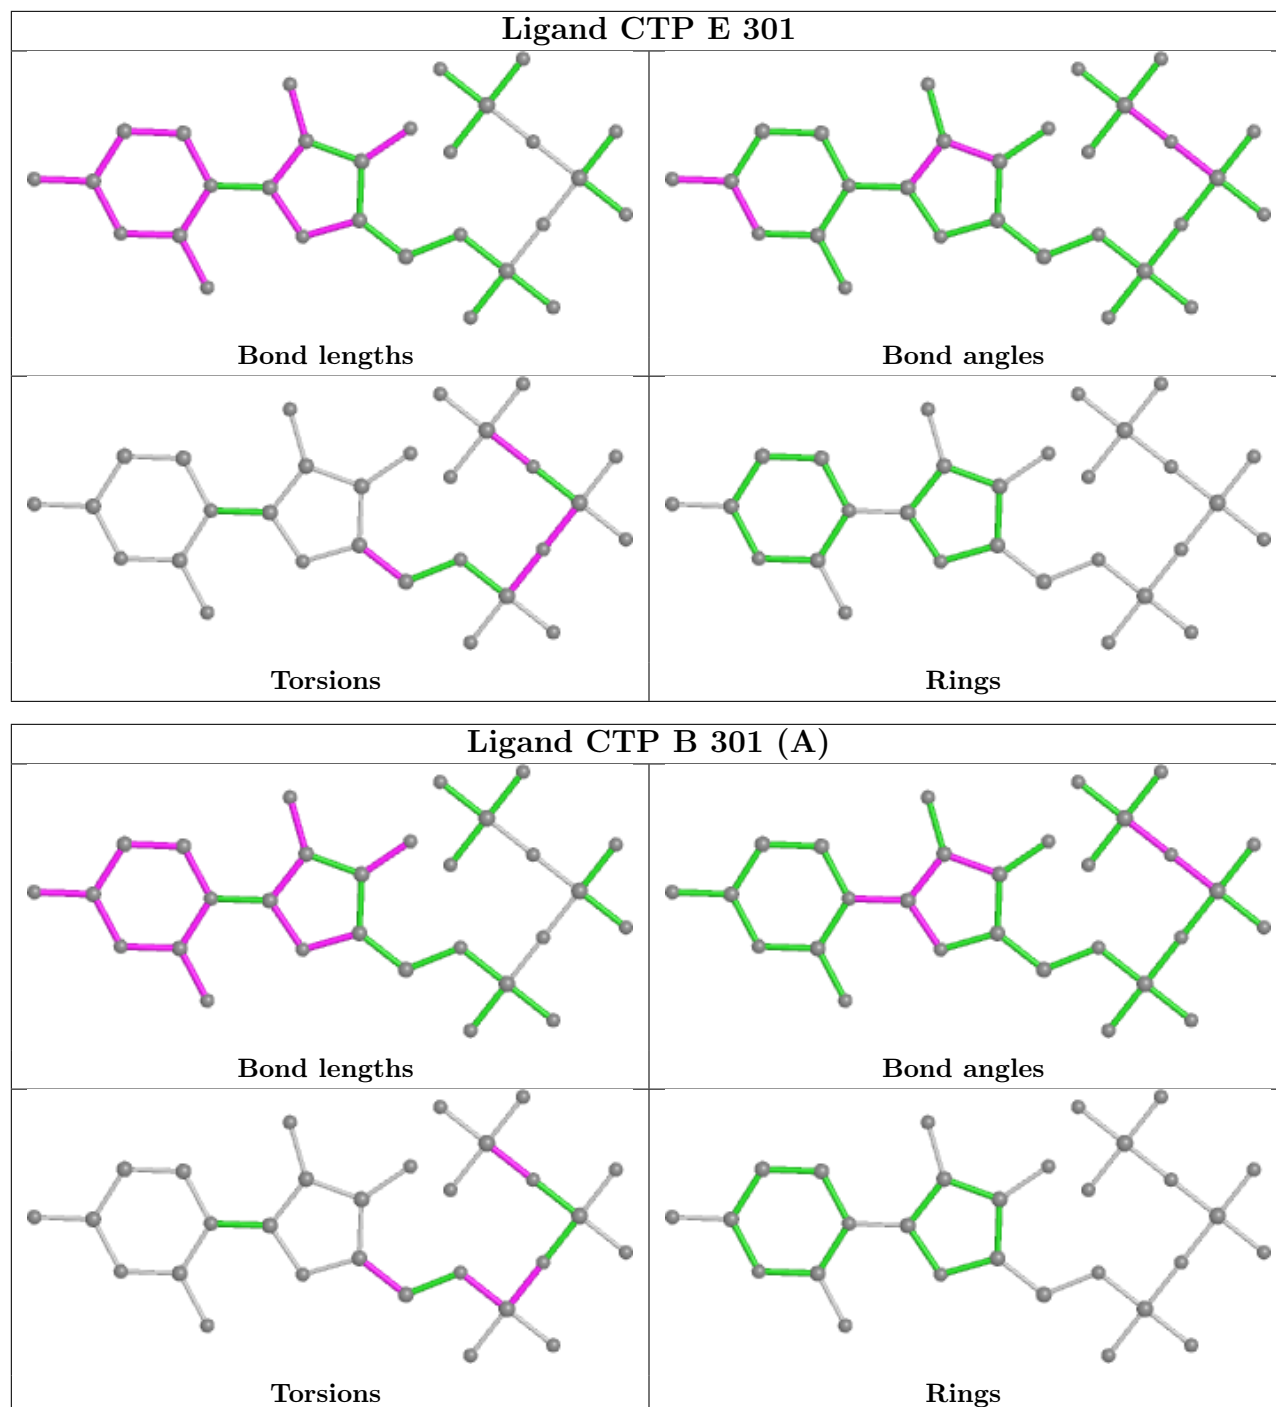 Ligand CTP E 301
Bond lengths
Bond angles
Torsions
Rings
Ligand CTP B 301 (A)
Bond lengths
Bond angles
Torsions
Rings